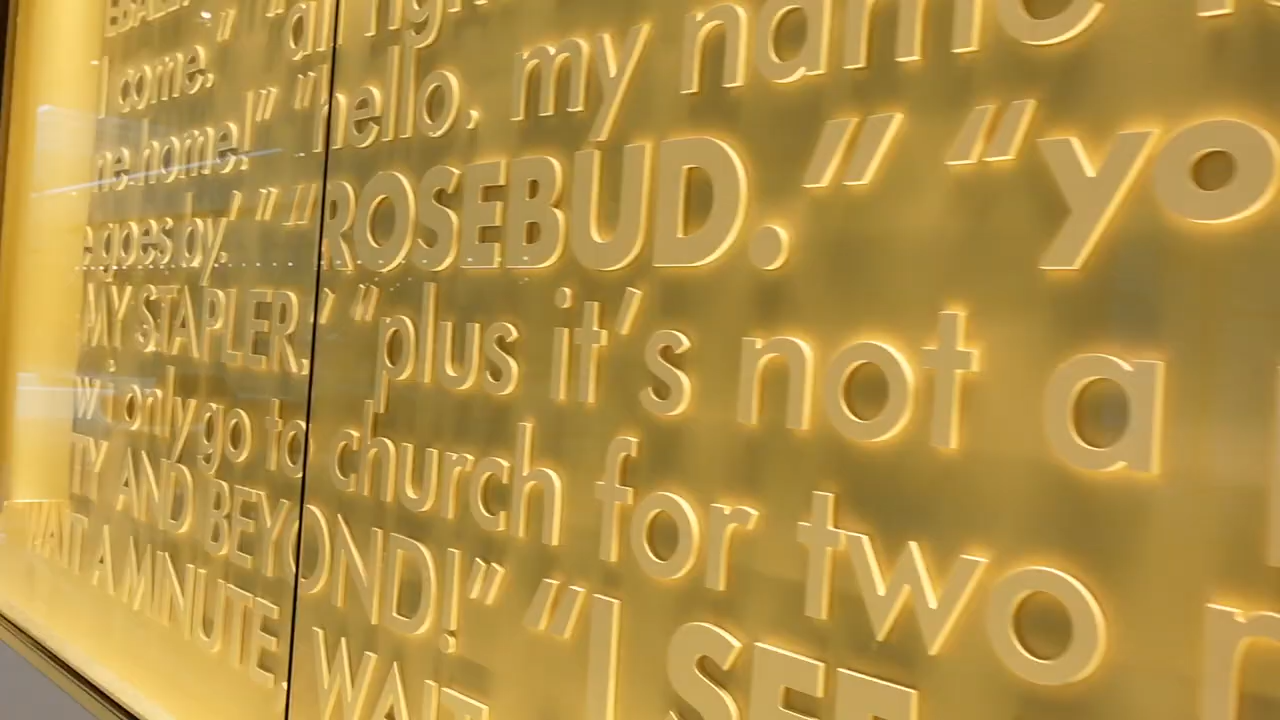 "all righ
I come." "hello, my name
home!" "ROSEBUD." "yo
goes by." "plus it's not a
MY STAPLER." only go to church for two
TY AND BEYOND!" "I SEE
WAIT A MINUTE, WAIT